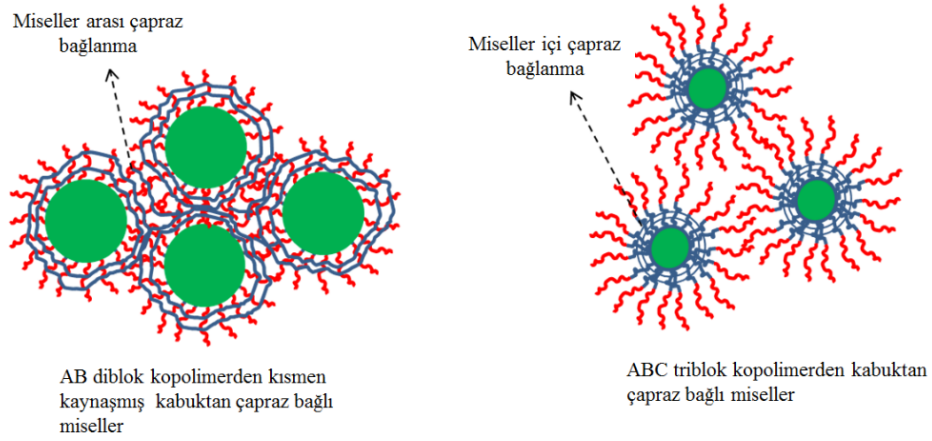 Miseller arası çapraz
bağlanma
Miseller içi çapraz
bağlanma
AB diblok kopolimerden kısmen
kaynaşmış kabuktan çapraz bağlı
miseller
ABC triblok kopolimerden kabuktan
çapraz bağlı miseller